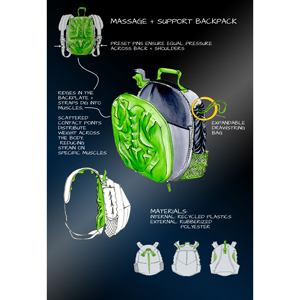 MASSAGE + SUPPORT BACKPACK
PRESET PINS ENSURE EQUAL PRESSURE
ACROSS BACK + SHOULDERS
RIDGES IN THE
BACKPLATE +
STRAPS DIG INTO
MUSCLES.
SCATTERED
CONTACT POINTS
DISTRIBUTE
WEIGHT ACROSS
THE BODY,
REDUCING
STRAIN ON
SPECIFIC MUSCLES
EXPANDABLE
DRAWSTRING
BAG
MATERIALS:
INTERNAL: RECYCLED PLASTICS
EXTERNAL: RUBBERIZED
POLYESTER